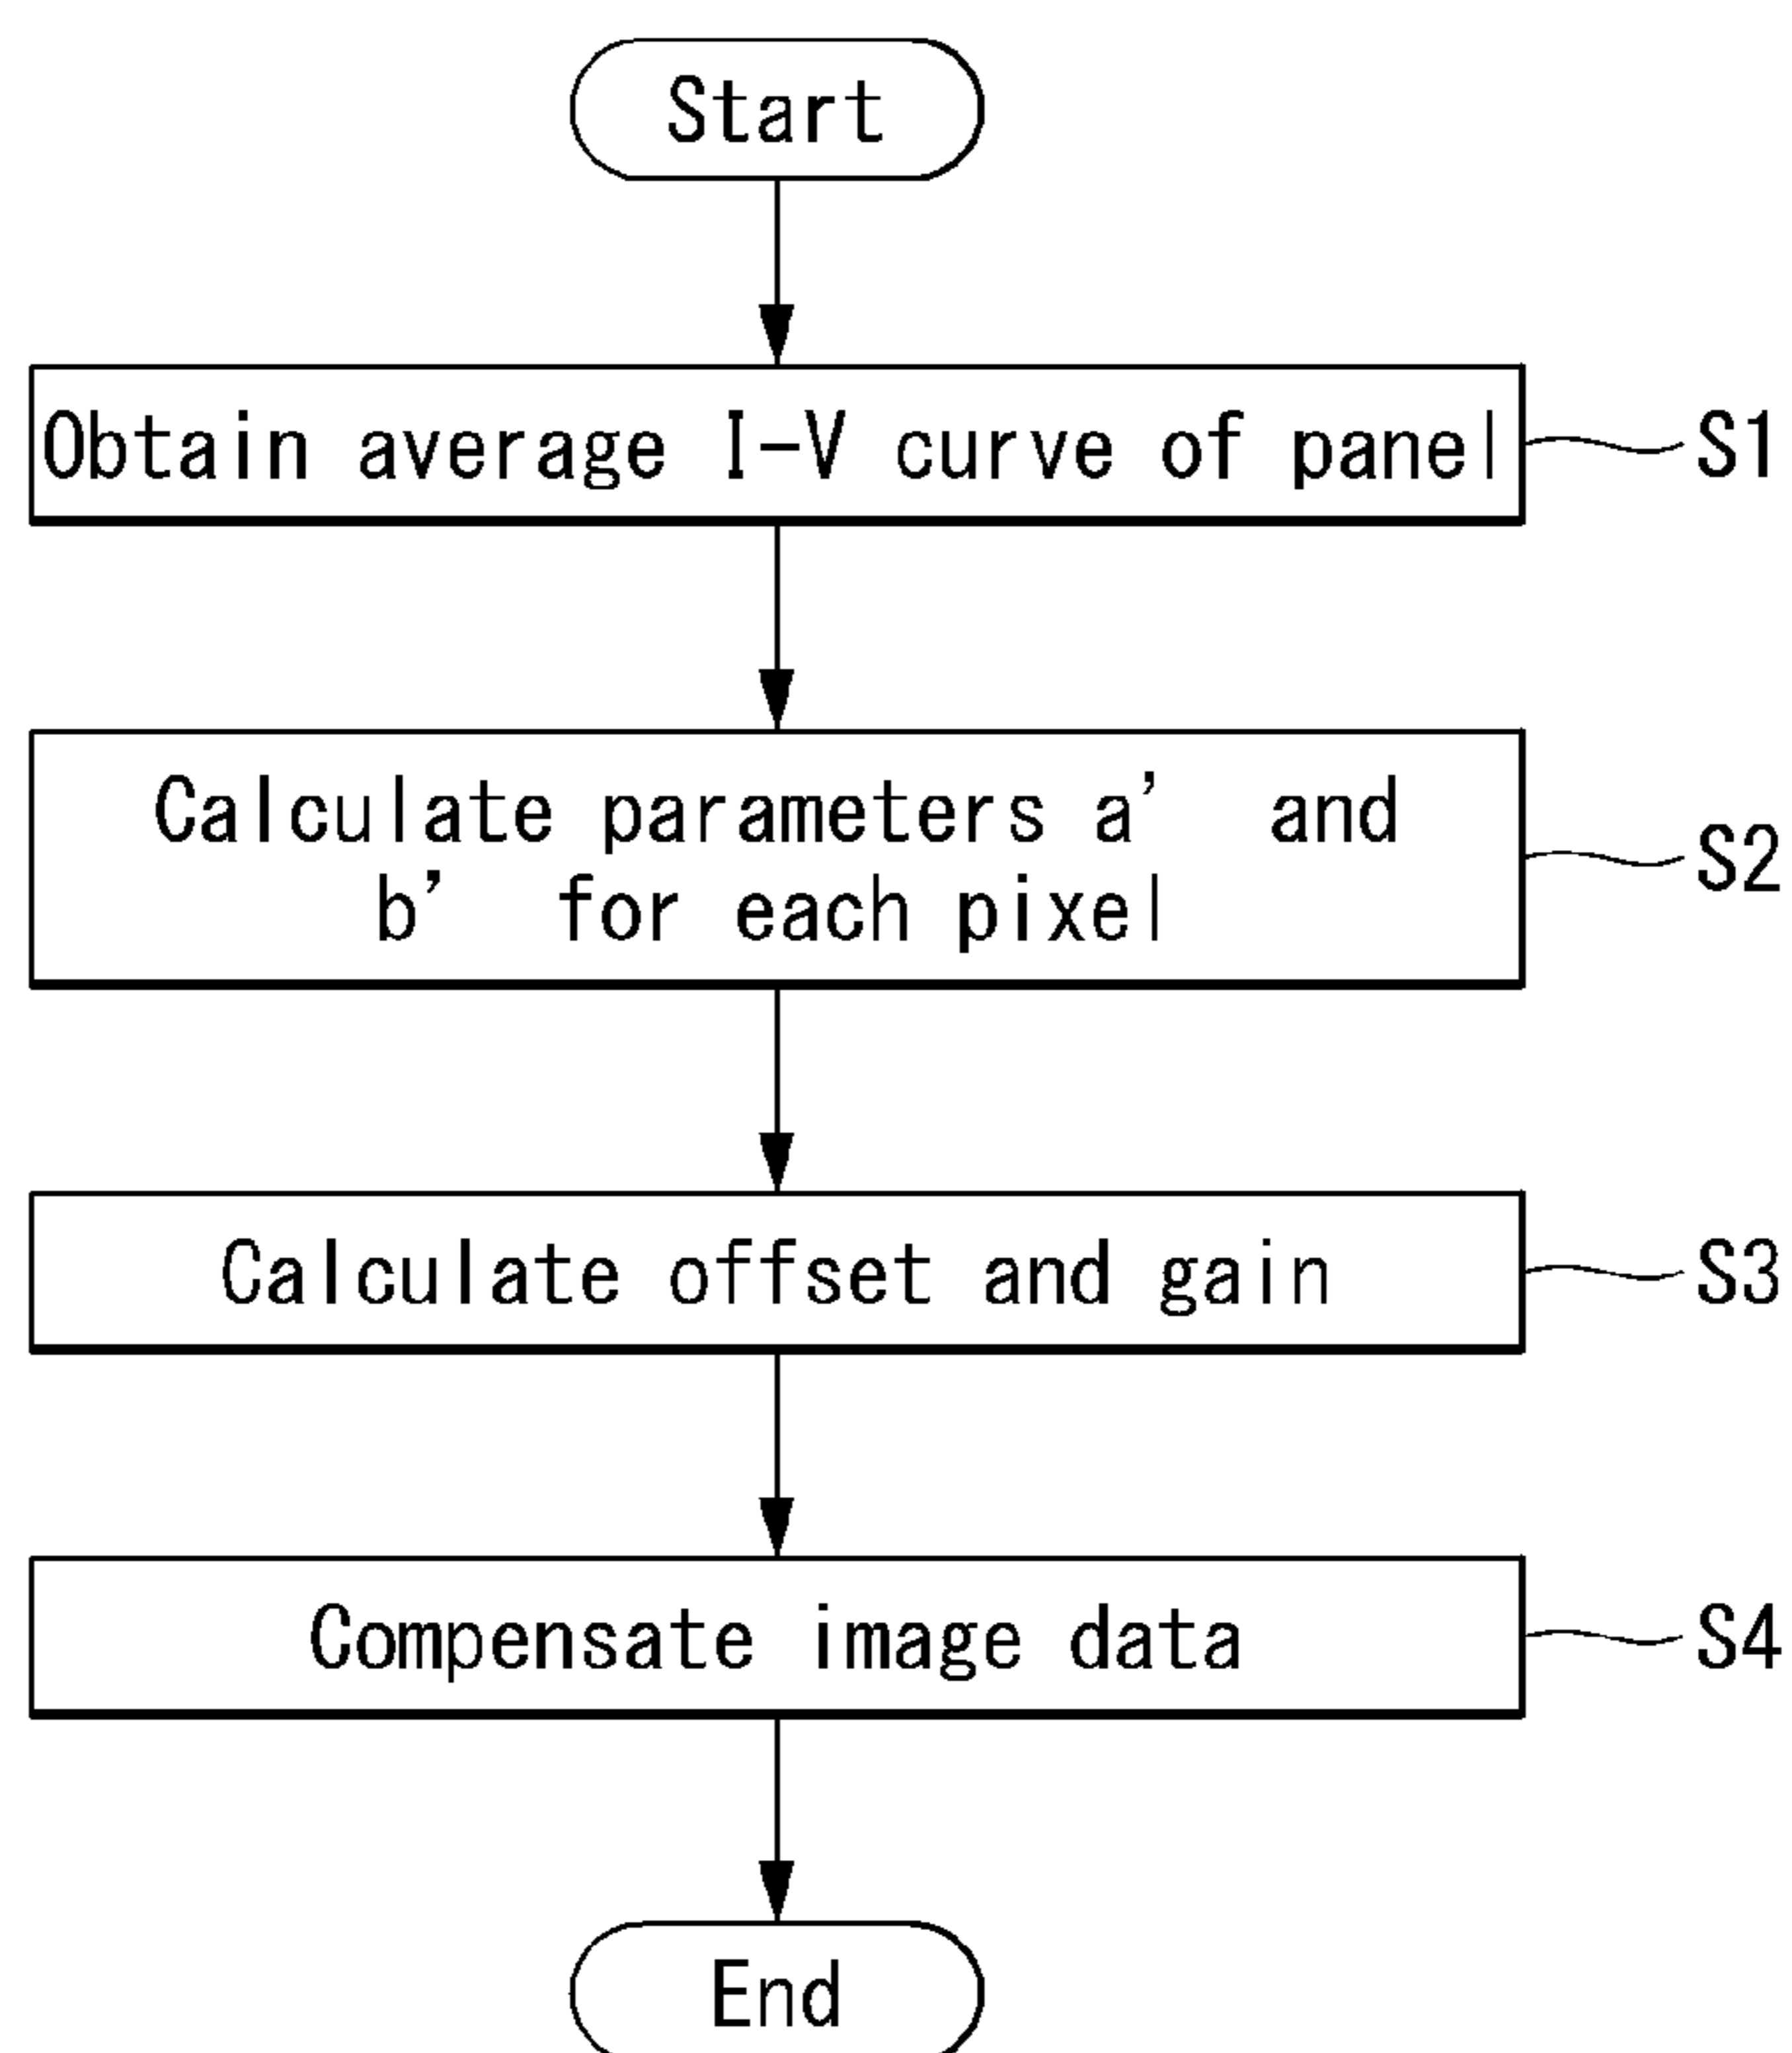 Start
Obtain average I-V curve of panel
S1
Calculate parameters a' and
b' for each pixel
S2
Calculate offset and gain
S3
Compensate image data
S4
End